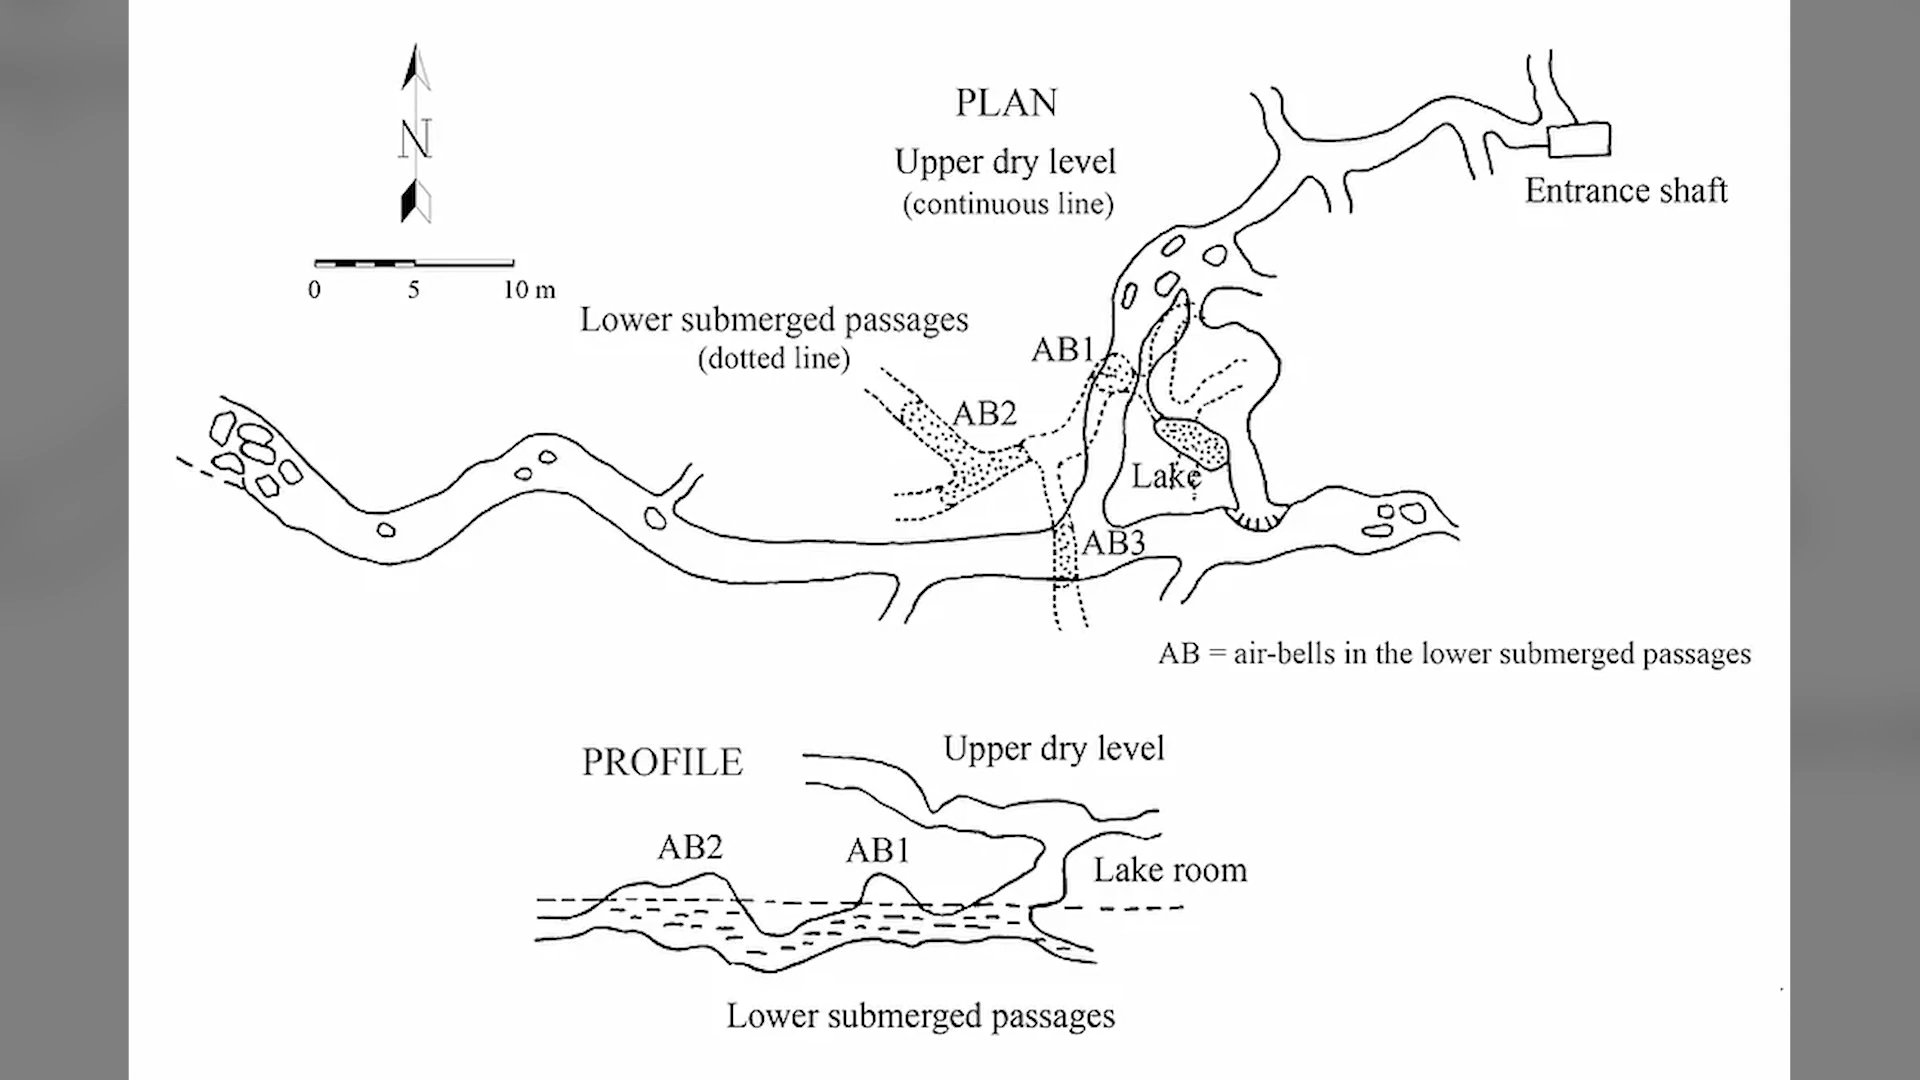 N
0 5 10 m
PLAN
Upper dry level
(continuous line)
Entrance shaft
Lower submerged passages
(dotted line)
AB1
AB2
Lake
AB3
AB = air-bells in the lower submerged passages
PROFILE
Upper dry level
AB2
AB1
Lake room
Lower submerged passages